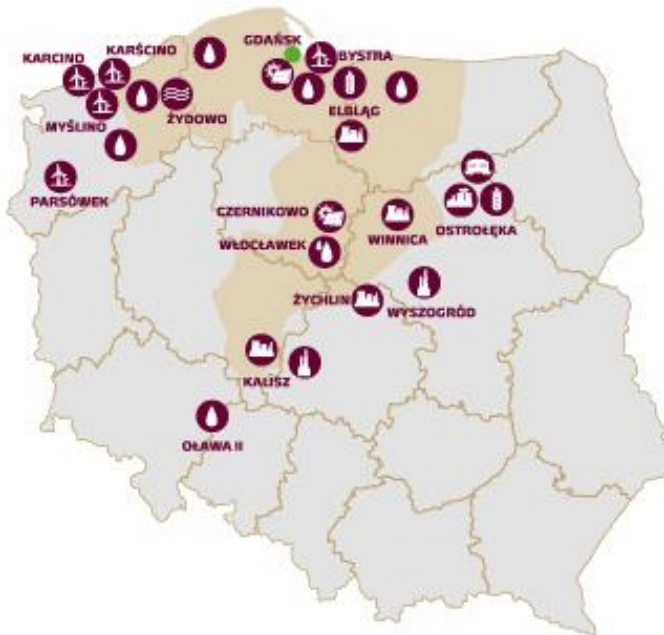 GDAŃSK
KARŚCINO
KARCINO
BYSTRA
ELBLĄG
ŻYDOWO
MYŚLINO
PARSÓWEK
CZERNIKOWO
WINNICA
OSTROŁĘKA
WŁOCŁAWEK
ŻYCHLIN
WYSZOGRÓD
KALISZ
OŁAWA II